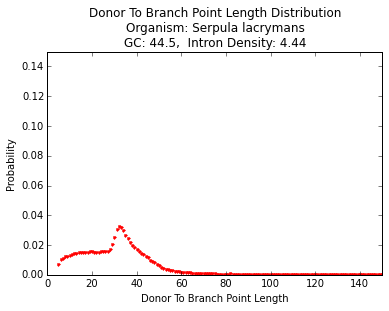 Donor To Branch Point Length Distribution
Organism: Serpula lacrymans
GC: 44.5,  Intron Density: 4.44
0.14
0.12
0.10
0.08
0.06
0.04
0.02
0.00
Probability
0 20 40 60 80 100 120 140
Donor To Branch Point Length